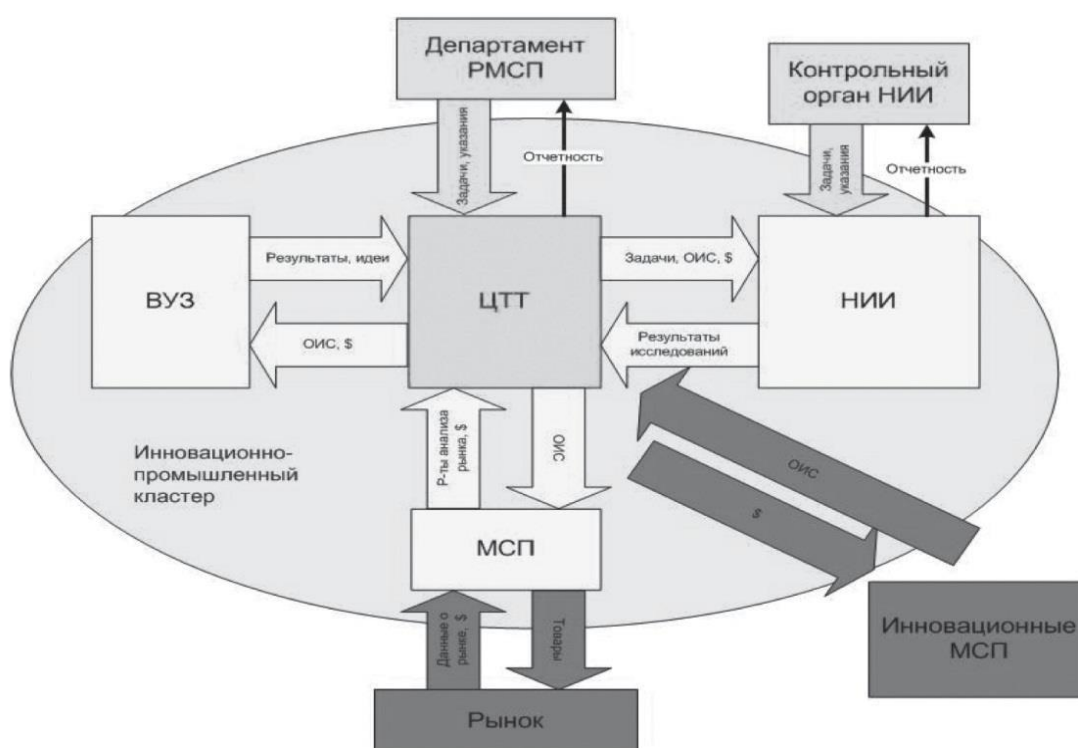 Департамент
РМСП
Контрольный
орган НИИ
Задачи, указания
Отчетность
Задачи,
указания
Отчетность
ВУЗ
Результаты, идеи
ЦТТ
Задачи, ОИС, $
НИИ
ОИС, $
Результаты
исследований
Инновационно-
промышленный
кластер
Р-ты анализа
рынка, $
ОИС
ОИС
$
МСП
Данные о
рынке, $
Товары
Инновационные
МСП
Рынок